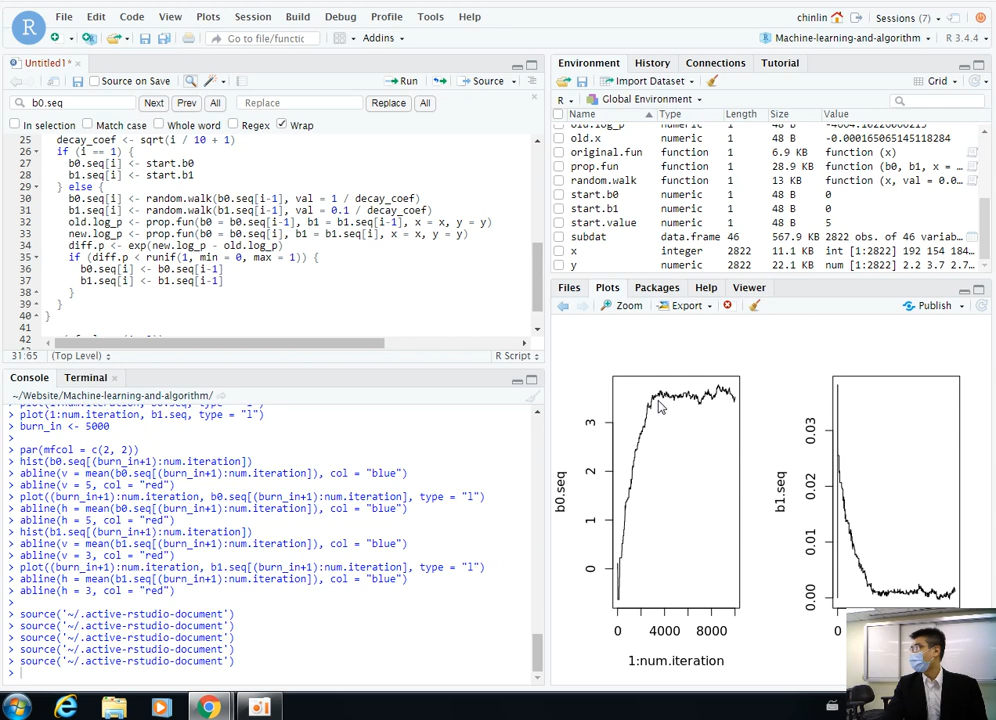 File Edit Code View Plots Session Build Debug Profile Tools Help
chinlin
Sessions (7)
R
Go to file/functic
Addins
Machine-learning-and-algorithm
R 3.4.4
Untitled1*
Source on Save
Run
Source
b0.seq
Next
Prev
All
Replace
Replace
All
In selection
Match case
Whole word
Regex
Wrap
25 decay_coef <- sqrt(i / 10 + 1)
26 if (i == 1) {
27 b0.seq[i] <- start.b0
28 b1.seq[i] <- start.b1
29 } else {
30 b0.seq[i] <- random.walk(b0.seq[i-1], val = 1 / decay_coef)
31 b1.seq[i] <- random.walk(b1.seq[i-1], val = 0.1 / decay_coef)
32 old.log_p <- prop.fun(b0 = b0.seq[i-1], b1 = b1.seq[i-1], x = x, y = y)
33 new.log_p <- prop.fun(b0 = b0.seq[i], b1 = b1.seq[i], x = x, y = y)
34 diff.p <- exp(new.log_p - old.log_p)
35 if (diff.p < runif(1, min = 0, max = 1)) {
36 b0.seq[i] <- b0.seq[i-1]
37 b1.seq[i] <- b1.seq[i-1]
38 }
39 }
40 }
41
42
31:65
(Top Level)
R Script
Console
Terminal
~/Website/Machine-learning-and-algorithm/
> plot(1:num.iteration, b1.seq, type = "l")
> burn_in <- 5000
>
> par(mfcol = c(2, 2))
> hist(b0.seq[(burn_in+1):num.iteration])
> abline(v = mean(b0.seq[(burn_in+1):num.iteration]), col = "blue")
> abline(v = 5, col = "red")
> plot((burn_in+1):num.iteration, b0.seq[(burn_in+1):num.iteration], type = "l")
> abline(h = mean(b0.seq[(burn_in+1):num.iteration]), col = "blue")
> abline(h = 5, col = "red")
> hist(b1.seq[(burn_in+1):num.iteration])
> abline(v = mean(b1.seq[(burn_in+1):num.iteration]), col = "blue")
> abline(v = 3, col = "red")
> plot((burn_in+1):num.iteration, b1.seq[(burn_in+1):num.iteration], type = "l")
> abline(h = mean(b1.seq[(burn_in+1):num.iteration]), col = "blue")
> abline(h = 3, col = "red")
>
> source('~/.active-rstudio-document')
> source('~/.active-rstudio-document')
> source('~/.active-rstudio-document')
> source('~/.active-rstudio-document')
> source('~/.active-rstudio-document')
>
Environment
History
Connections
Tutorial
Import Dataset
Grid
R
Global Environment
Name Type Length Size Value
old.x numeric 1 48 B -0.000165065145118284
original.fun function 1 6.9 KB function (x)
prop.fun function 1 28.9 KB function (b0, b1, x = …
random.walk function 1 13 KB function (x, val = 0.0…
start.b0 numeric 1 48 B 0
start.b1 numeric 1 48 B 0
start.value numeric 1 48 B 5
subdat data.frame 46 567.9 KB 2822 obs. of 46 variab…
x integer 2822 11.1 KB int [1:2822] 192 154 184…
y numeric 2822 22.1 KB num [1:2822] 2.2 3.7 2.7…
Files
Plots
Packages
Help
Viewer
Zoom
Export
Publish
b0.seq
3
2
1
0
0 4000 8000
1:num.iteration
b1.seq
0.03
0.02
0.01
0.00
0